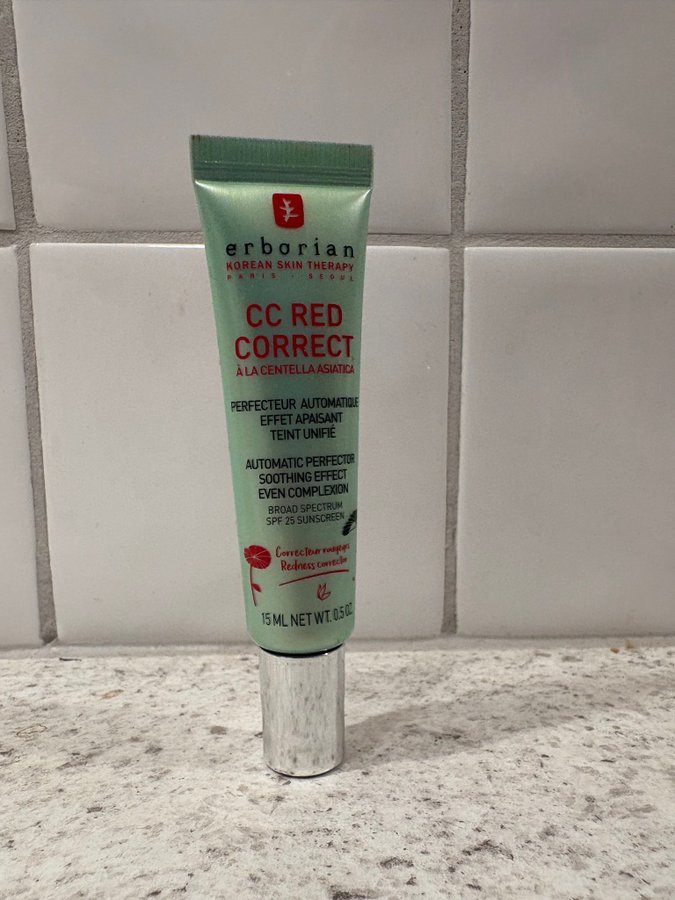 erborian
KOREAN SKIN THERAPY
PARIS · SEOUL
CC RED
CORRECT
À LA CENTELLA ASIATICA
PERFECTEUR AUTOMATIQUE
EFFET APAISANT
TEINT UNIFIÉ
AUTOMATIC PERFECTOR
SOOTHING EFFECT
EVEN COMPLEXION
BROAD SPECTRUM
SPF 25 SUNSCREEN
Correcteur rougeurs
Redness corrector
15 ML NET WT. 0.5 OZ.